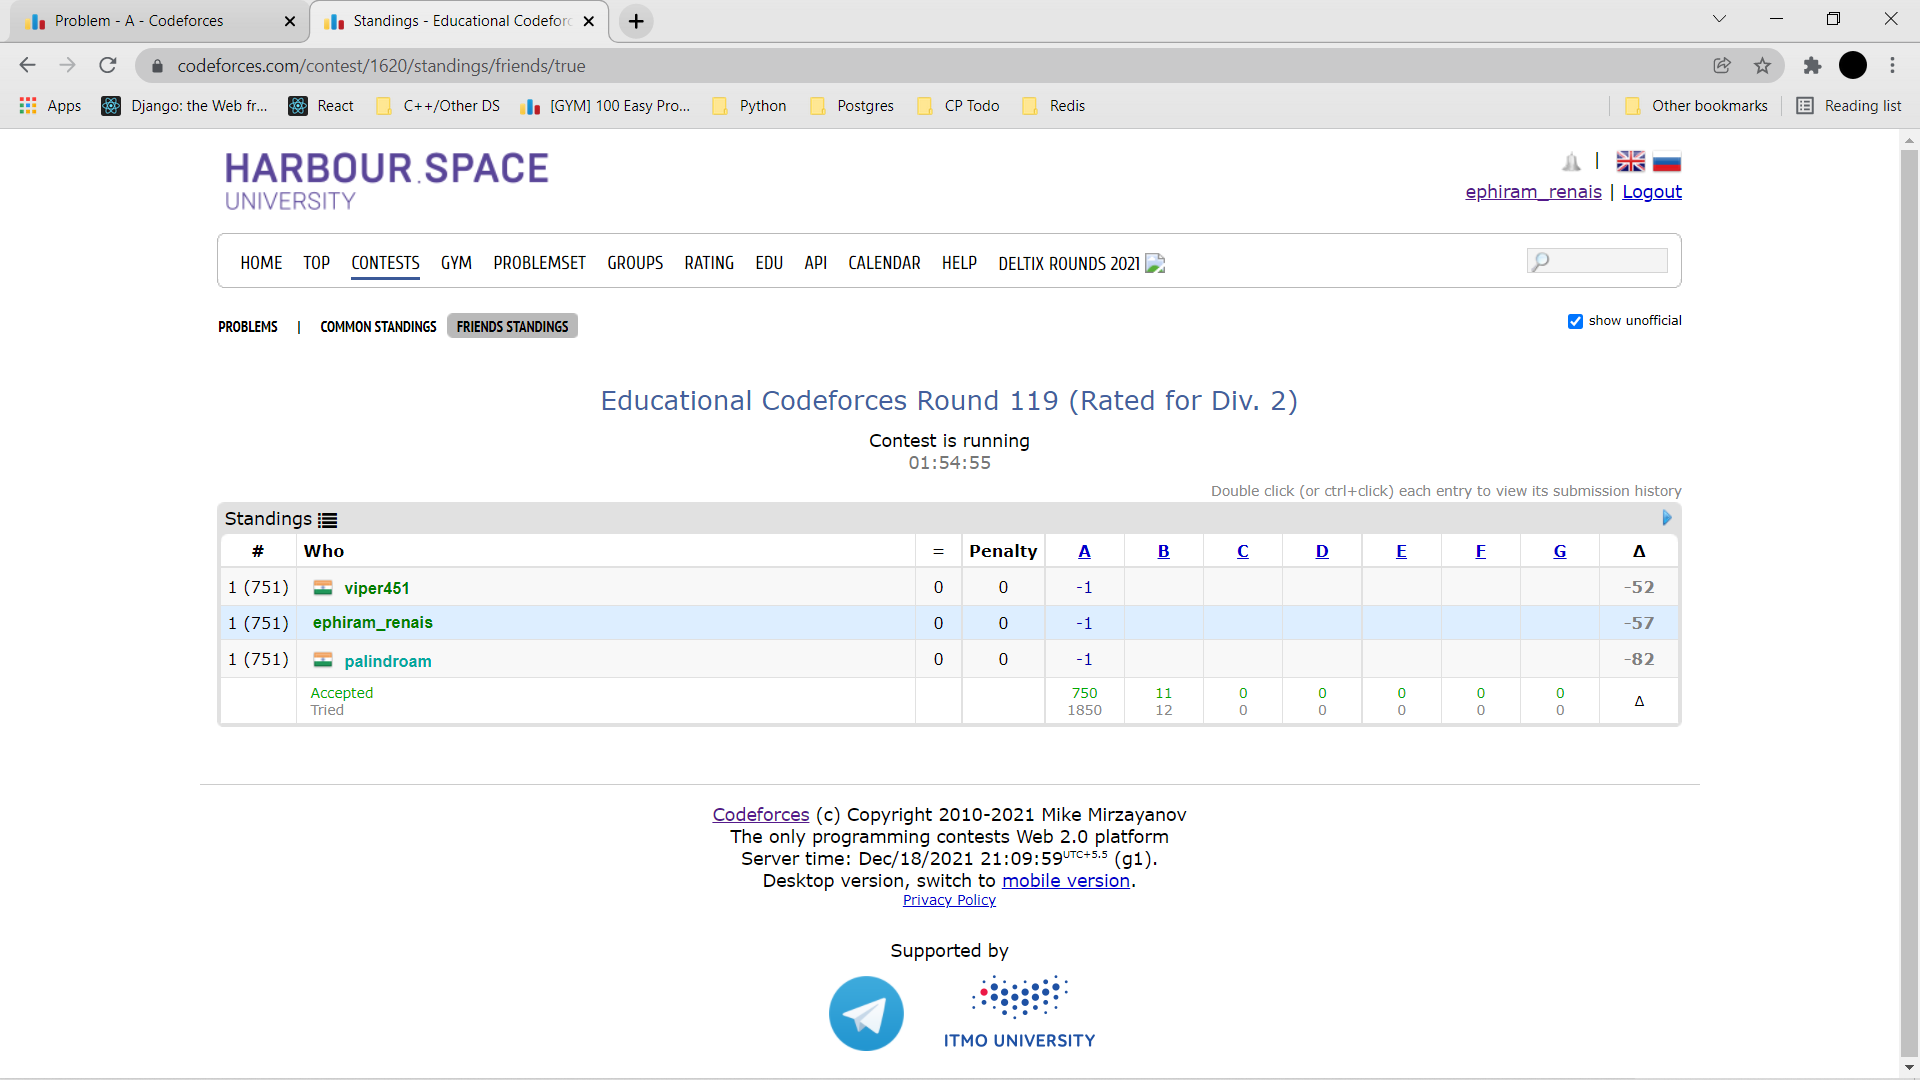 Problem - A - Codeforces
Standings - Educational Codeforc
codeforces.com/contest/1620/standings/friends/true
Apps Django: the Web fr... React C++/Other DS [GYM] 100 Easy Pro... Python Postgres CP Todo Redis Other bookmarks Reading list
HARBOUR.SPACE
UNIVERSITY
|
ephiram_renais | Logout
HOME TOP CONTESTS GYM PROBLEMSET GROUPS RATING EDU API CALENDAR HELP DELTIX ROUNDS 2021
PROBLEMS | COMMON STANDINGS FRIENDS STANDINGS show unofficial
Educational Codeforces Round 119 (Rated for Div. 2)
Contest is running
01:54:55
Double click (or ctrl+click) each entry to view its submission history
Standings
# Who = Penalty A B C D E F G Δ
1 (751) viper451 0 0 -1 -52
1 (751) ephiram_renais 0 0 -1 -57
1 (751) palindroam 0 0 -1 -82
Accepted 750 11 0 0 0 0 0 Δ
Tried 1850 12 0 0 0 0 0
Codeforces (c) Copyright 2010-2021 Mike Mirzayanov
The only programming contests Web 2.0 platform
Server time: Dec/18/2021 21:09:59 UTC+5.5 (g1).
Desktop version, switch to mobile version.
Privacy Policy
Supported by
ITMO UNIVERSITY